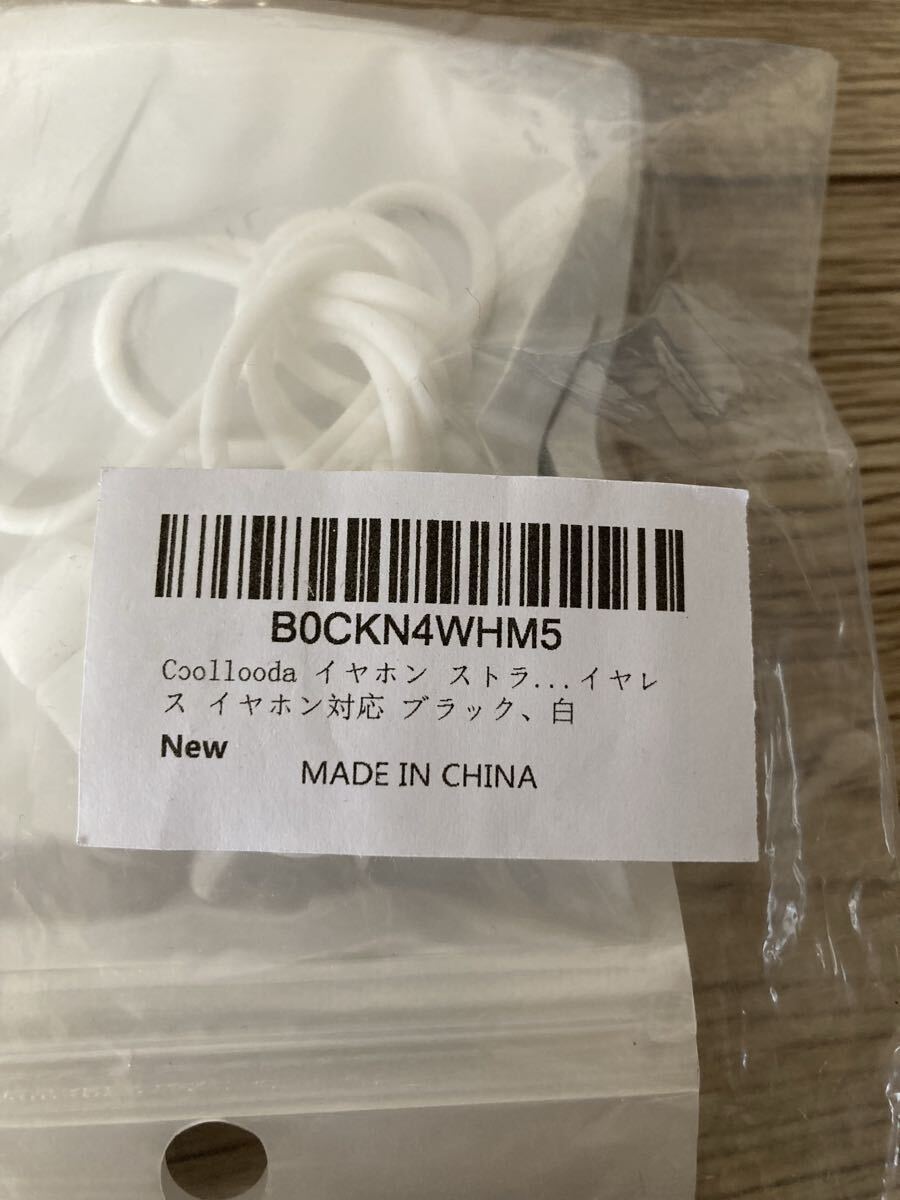 B0CKN4WHM5
Coollooda イヤホン ストラ...イヤレ
ス イヤホン対応 ブラック、白
New
MADE IN CHINA